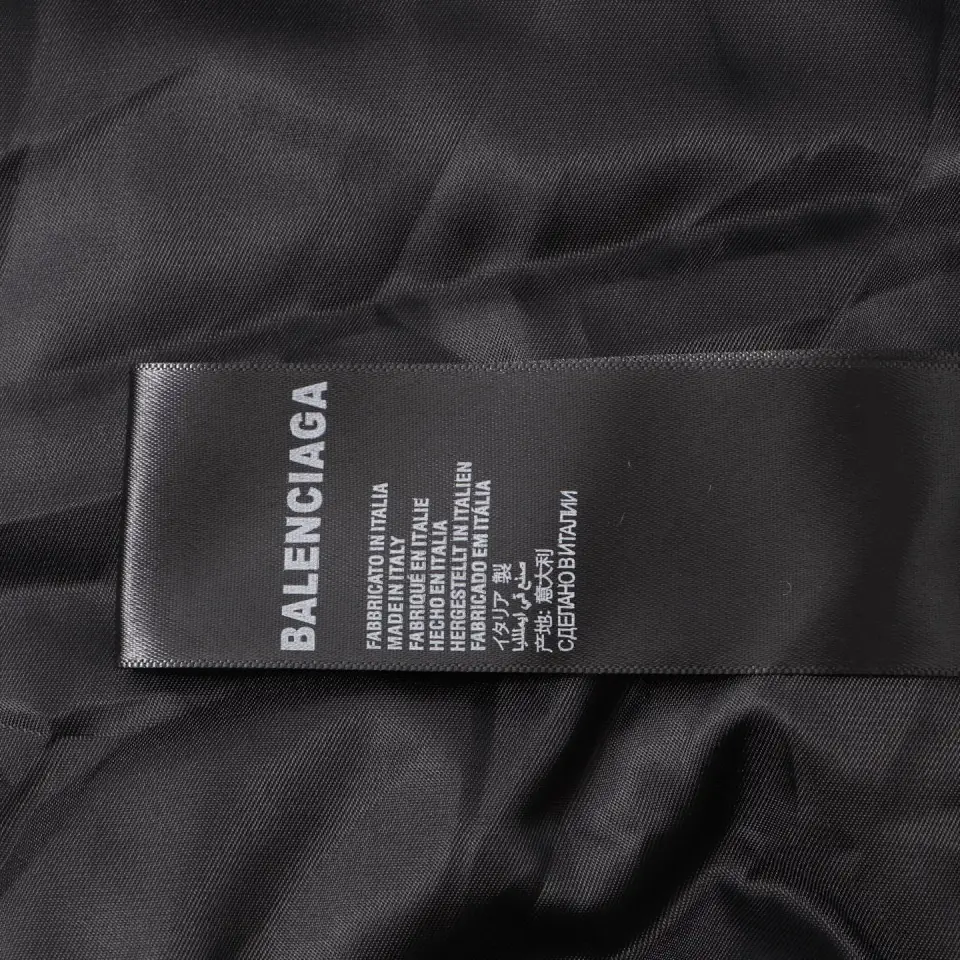 BALENCIAGA
FABBRICATO IN ITALIA
MADE IN ITALY
FABRIQUÉ EN ITALIE
HECHO EN ITALIA
HERGESTELLT IN ITALIEN
FABRICADO EM ITÁLIA
イタリア 製
صنع في ايطاليا
产地: 意大利
СДЕЛАНО В ИТАЛИИ